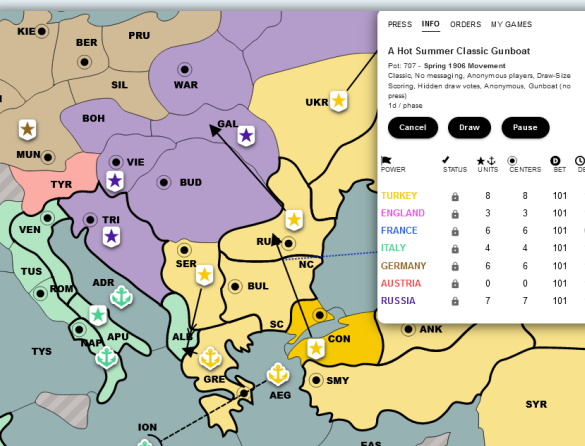 PRESS INFO ORDERS MY GAMES
A Hot Summer Classic Gunboat
Pot: 707 - Spring 1906 Movement
Classic, No messaging, Anonymous players, Draw-Size
Scoring, Hidden draw votes, Anonymous, Gunboat (no
press)
1d / phase
Cancel Draw Pause
POWER STATUS UNITS CENTERS BET
TURKEY 8 8 101
ENGLAND 3 3 101
FRANCE 6 6 101
ITALY 4 4 101
GERMANY 6 6 101
AUSTRIA 0 0 101
RUSSIA 7 7 101
KIE
BER
PRU
SIL
WAR
UKR
BOH
GAL
MUN
VIE
TYR
BUD
TRI
VEN
RU
NC
SER
TUS
ROM
ADR
BUL
SC
ALB
APU
NAP
CON
ANK
TYS
GRE
SMY
AEG
SYR
ION
EAS